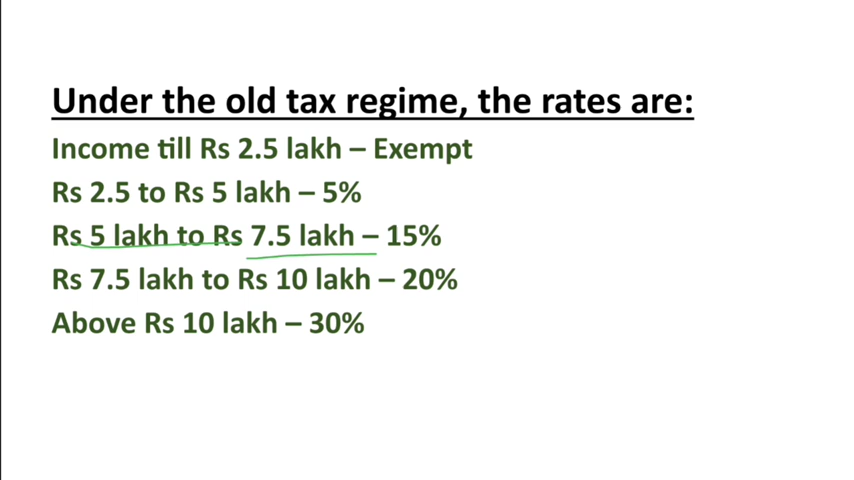 Under the old tax regime, the rates are:
Income till Rs 2.5 lakh – Exempt
Rs 2.5 to Rs 5 lakh – 5%
Rs 5 lakh to Rs 7.5 lakh – 15%
Rs 7.5 lakh to Rs 10 lakh – 20%
Above Rs 10 lakh – 30%